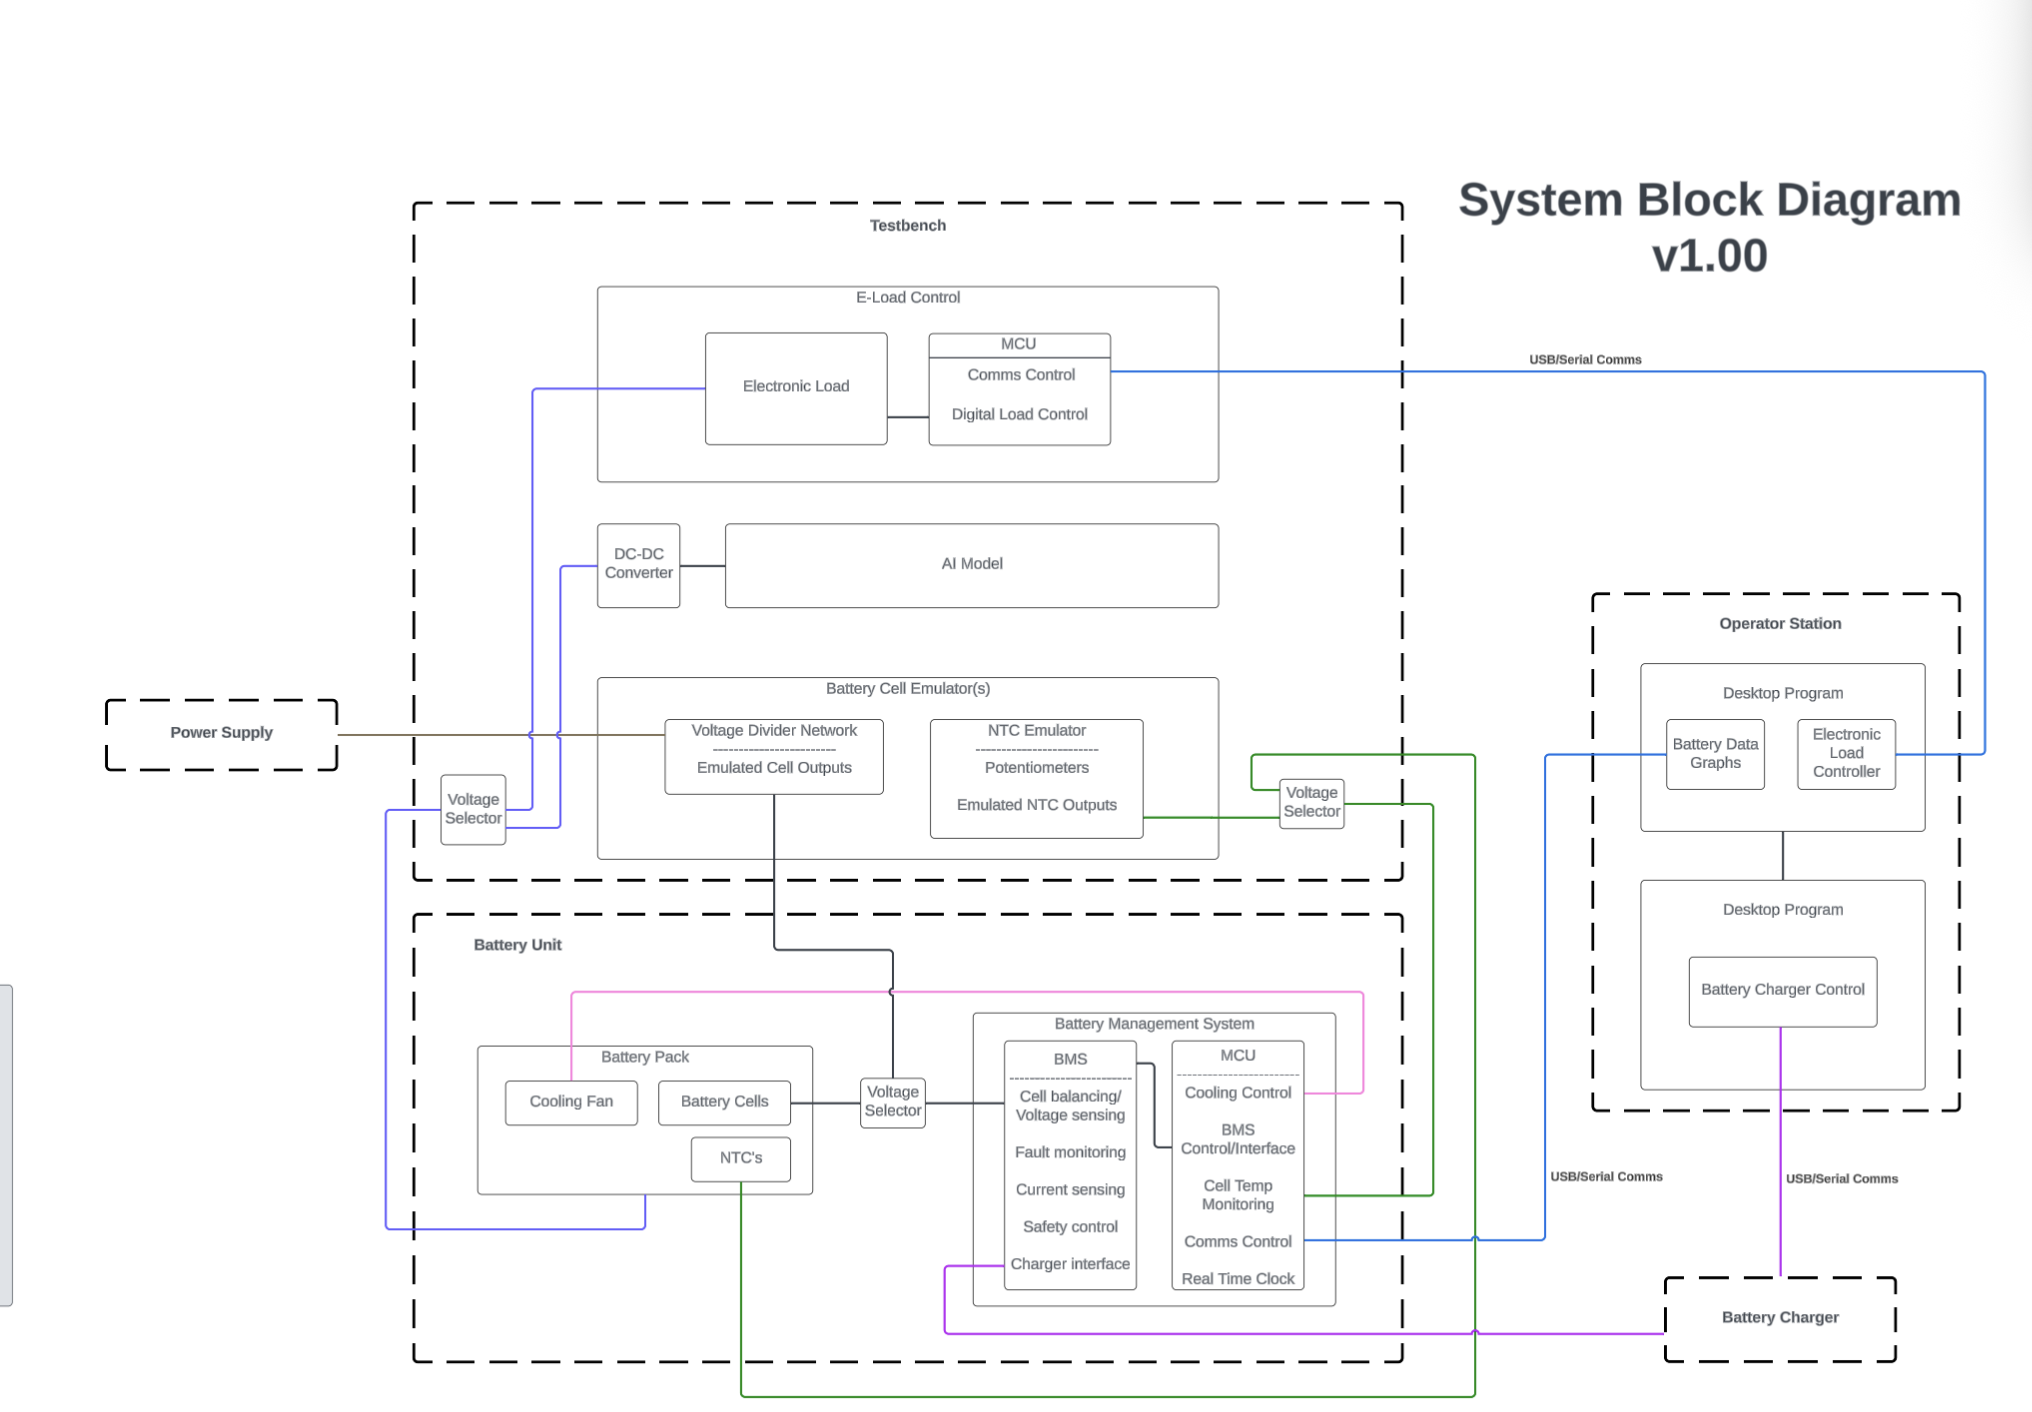 System Block Diagram
v1.00
Testbench
E-Load Control
Electronic Load
MCU
Comms Control
Digital Load Control
USB/Serial Comms
DC-DC
Converter
AI Model
Power Supply
Voltage
Selector
Battery Cell Emulator(s)
Voltage Divider Network
Emulated Cell Outputs
NTC Emulator
Potentiometers
Emulated NTC Outputs
Voltage
Selector
Operator Station
Desktop Program
Battery Data
Graphs
Electronic
Load
Controller
Desktop Program
Battery Charger Control
Battery Unit
Battery Pack
Cooling Fan
Battery Cells
NTC's
Voltage
Selector
Battery Management System
BMS
Cell balancing/
Voltage sensing
Fault monitoring
Current sensing
Safety control
Charger interface
MCU
Cooling Control
BMS
Control/Interface
Cell Temp
Monitoring
Comms Control
Real Time Clock
USB/Serial Comms
USB/Serial Comms
Battery Charger